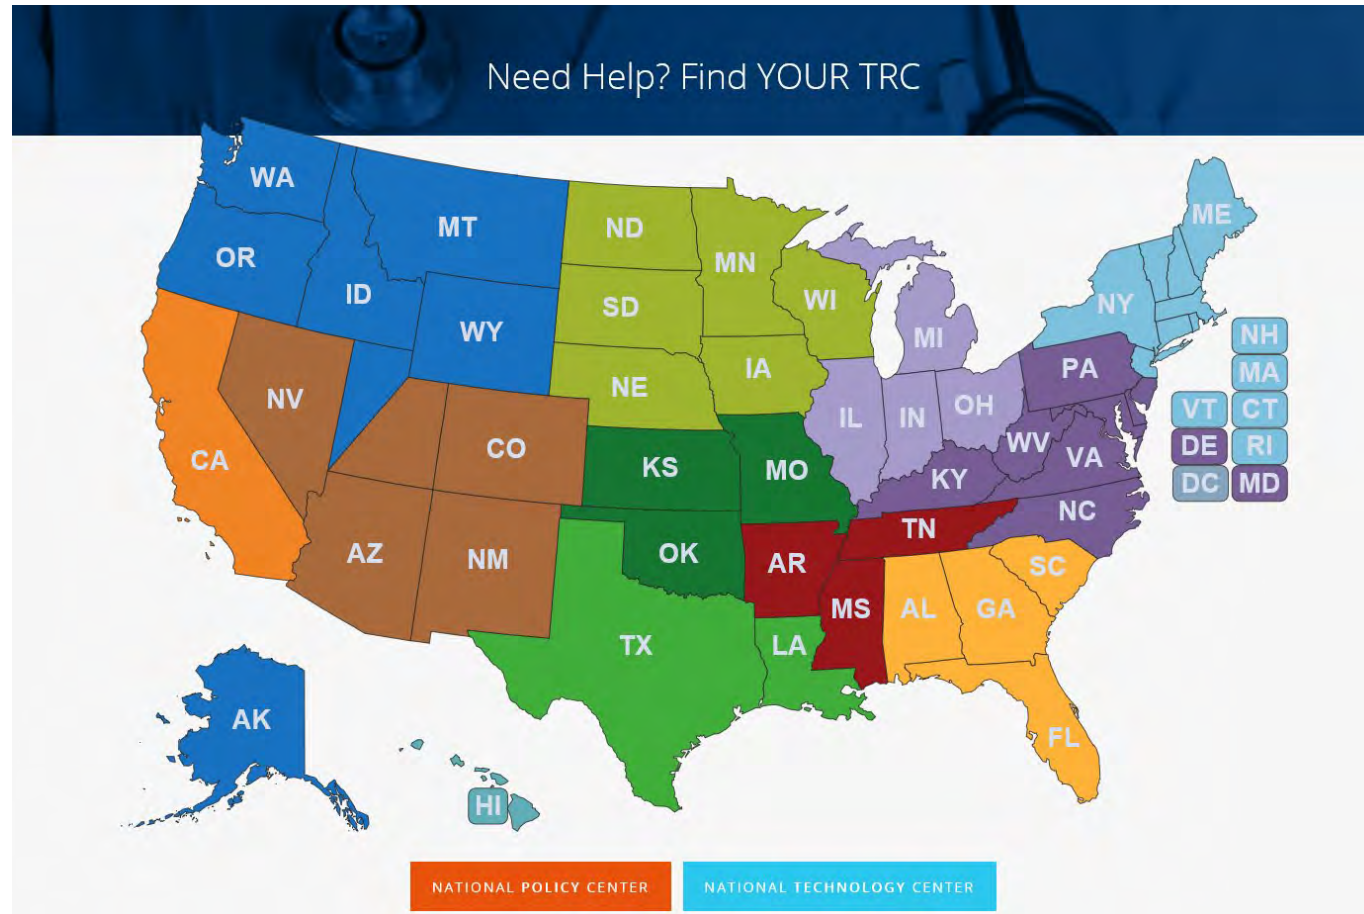 Need Help? Find YOUR TRC
WA
MT
ND
MN
ME
OR
ID
SD
WI
NY
WY
MI
NH
NE
IA
PA
MA
NV
IL
IN
OH
VT
CT
CO
WV
VA
DE
RI
CA
KS
MO
KY
DC
MD
NC
TN
AZ
NM
OK
AR
SC
MS
AL
GA
TX
LA
AK
FL
HI
NATIONAL POLICY CENTER
NATIONAL TECHNOLOGY CENTER